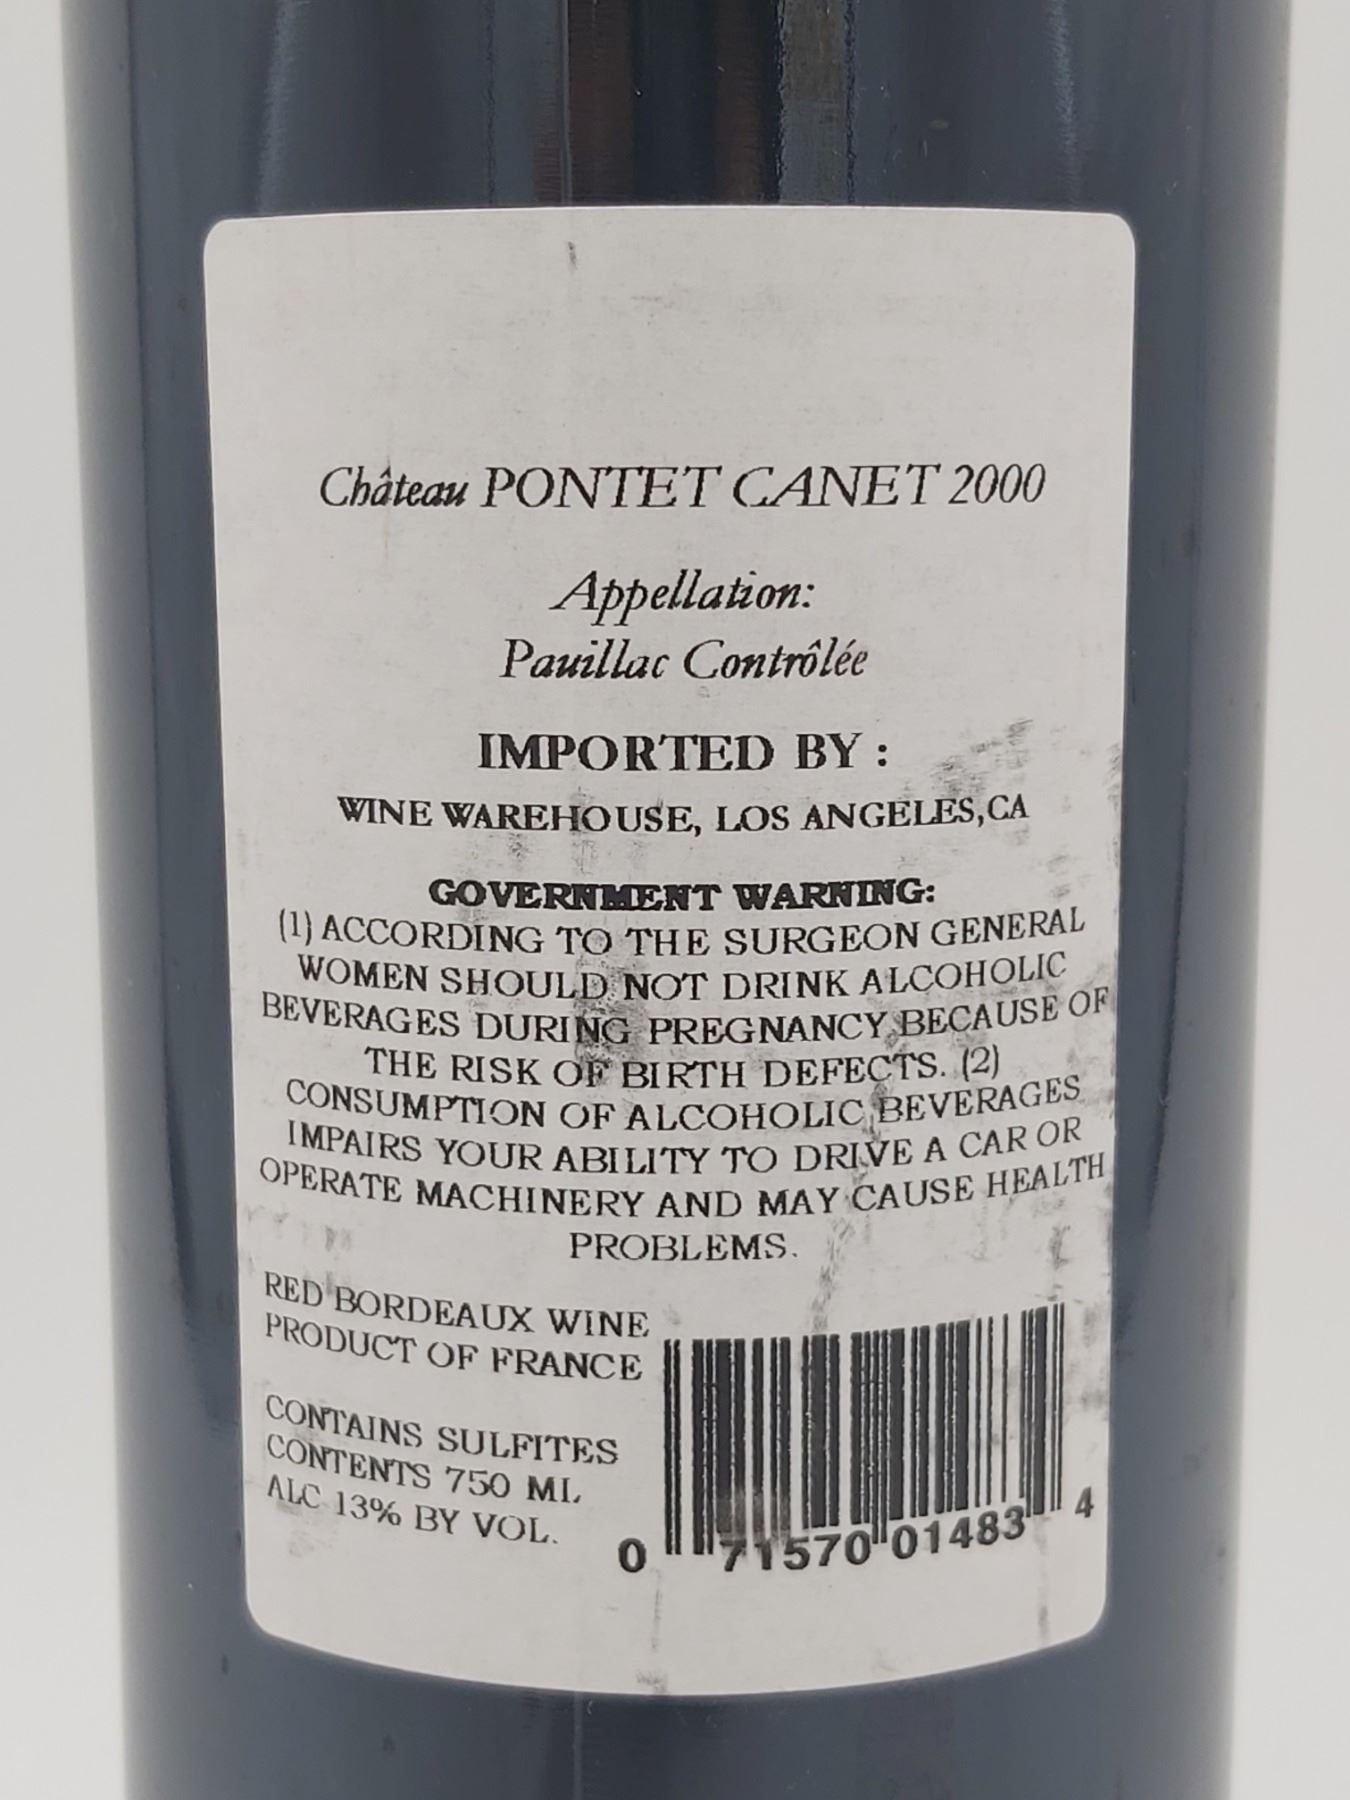 Château PONTET CANET 2000
Appellation:
Pauillac Contrôlée
IMPORTED BY :
WINE WAREHOUSE, LOS ANGELES,CA
GOVERNMENT WARNING:
(1) ACCORDING TO THE SURGEON GENERAL
WOMEN SHOULD NOT DRINK ALCOHOLIC
BEVERAGES DURING PREGNANCY BECAUSE OF
THE RISK OF BIRTH DEFECTS. (2)
CONSUMPTION OF ALCOHOLIC BEVERAGES
IMPAIRS YOUR ABILITY TO DRIVE A CAR OR
OPERATE MACHINERY AND MAY CAUSE HEALTH
PROBLEMS.
RED BORDEAUX WINE
PRODUCT OF FRANCE
CONTAINS SULFITES
CONTENTS 750 ML
ALC 13% BY VOL.
0 71570 01483 4